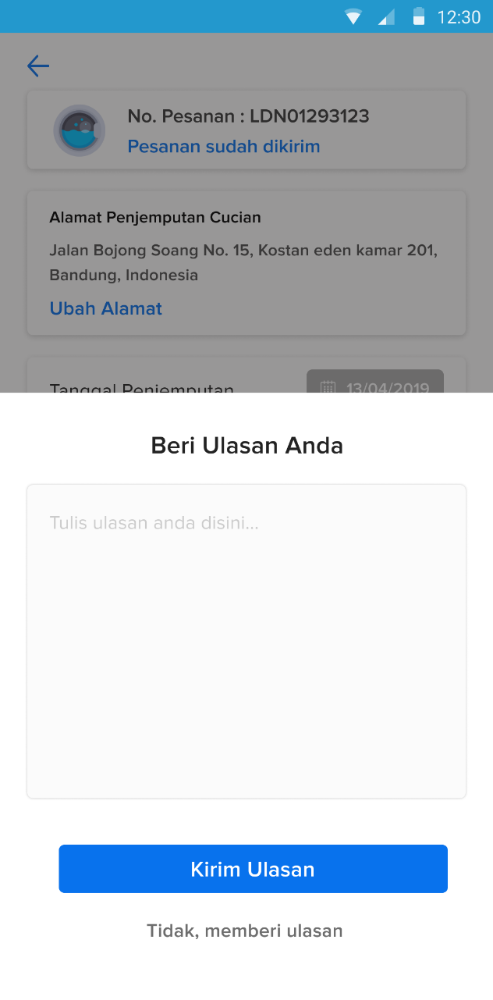 12:30
No. Pesanan : LDN01293123
Pesanan sudah dikirim
Alamat Penjemputan Cucian
Jalan Bojong Soang No. 15, Kostan eden kamar 201,
Bandung, Indonesia
Ubah Alamat
Tanggal Penjemputan 13/04/2019
Beri Ulasan Anda
Tulis ulasan anda disini...
Kirim Ulasan
Tidak, memberi ulasan